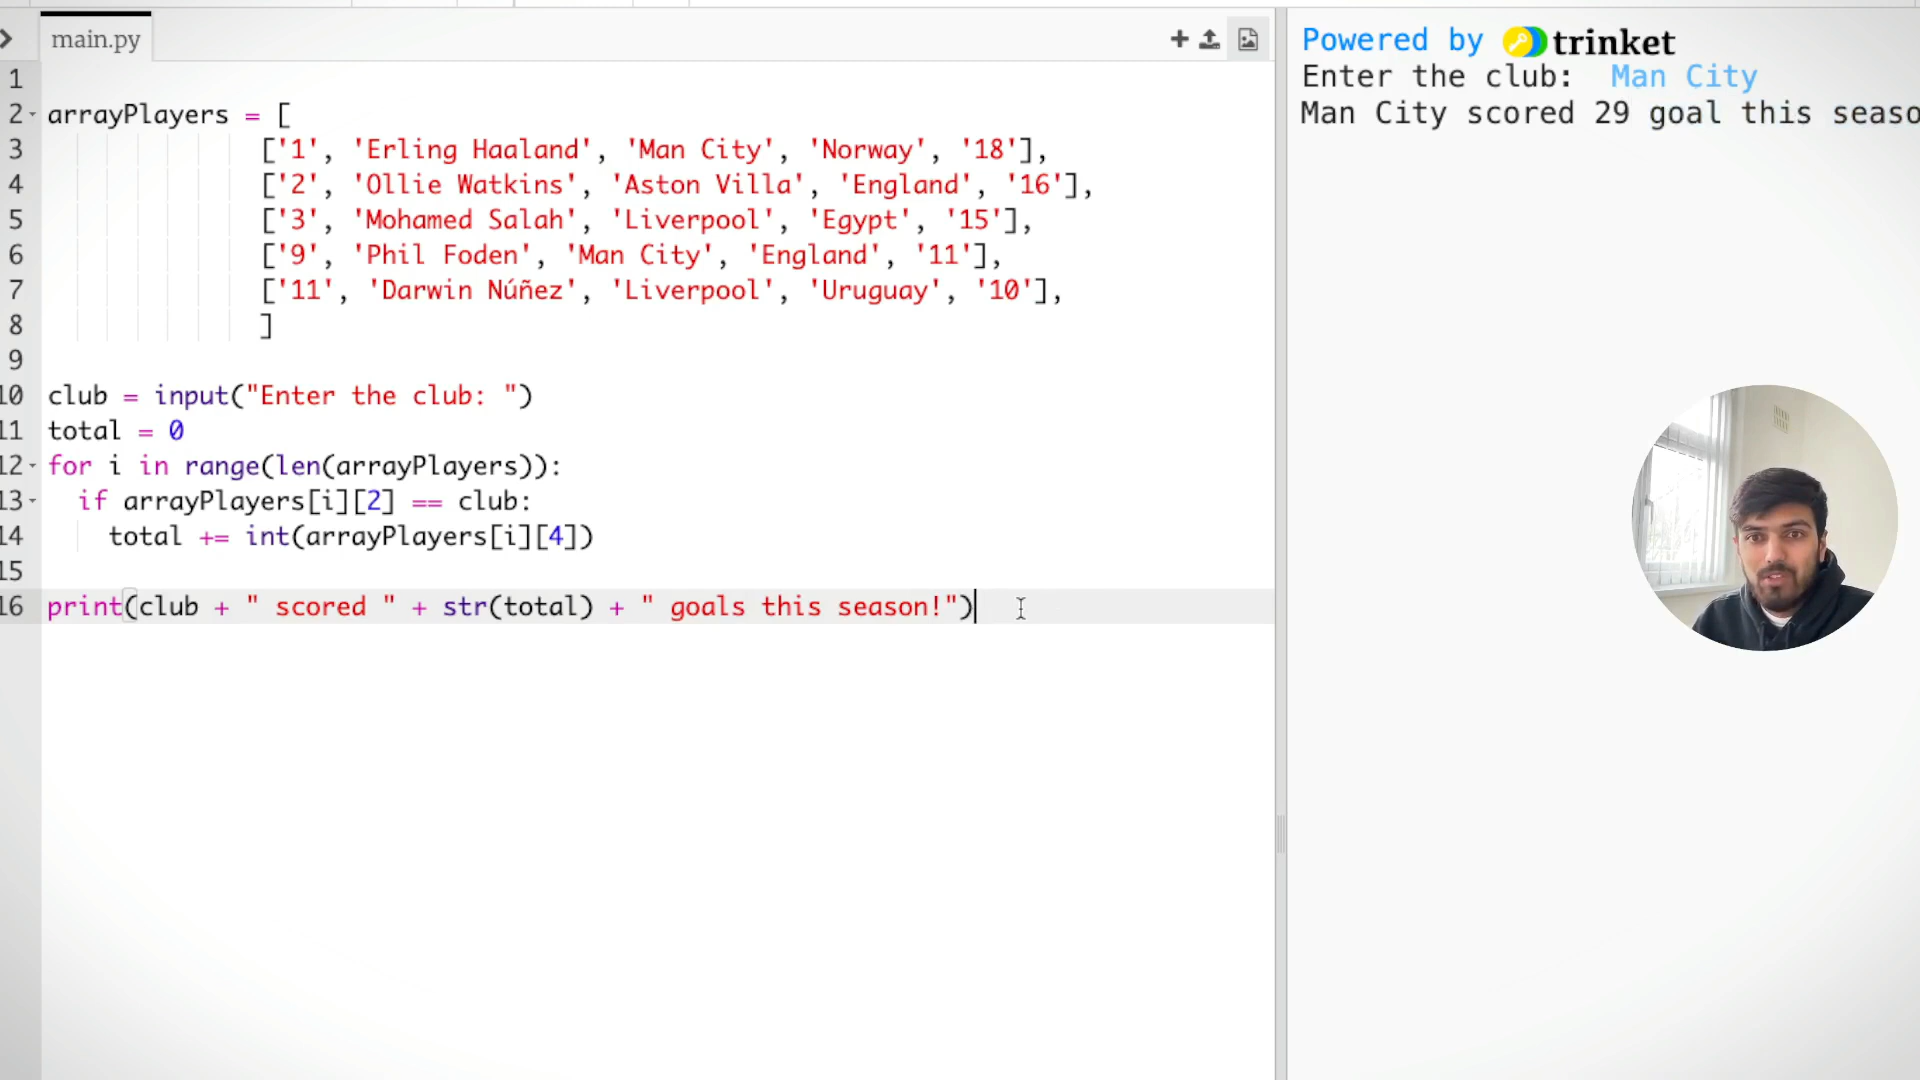 main.py
1
2 arrayPlayers = [
3 ['1', 'Erling Haaland', 'Man City', 'Norway', '18'],
4 ['2', 'Ollie Watkins', 'Aston Villa', 'England', '16'],
5 ['3', 'Mohamed Salah', 'Liverpool', 'Egypt', '15'],
6 ['9', 'Phil Foden', 'Man City', 'England', '11'],
7 ['11', 'Darwin Núñez', 'Liverpool', 'Uruguay', '10'],
8 ]
9
10 club = input("Enter the club: ")
11 total = 0
12 for i in range(len(arrayPlayers)):
13 if arrayPlayers[i][2] == club:
14 total += int(arrayPlayers[i][4])
15
16 print(club + " scored " + str(total) + " goals this season!")
Powered by trinket
Enter the club: Man City
Man City scored 29 goal this seaso